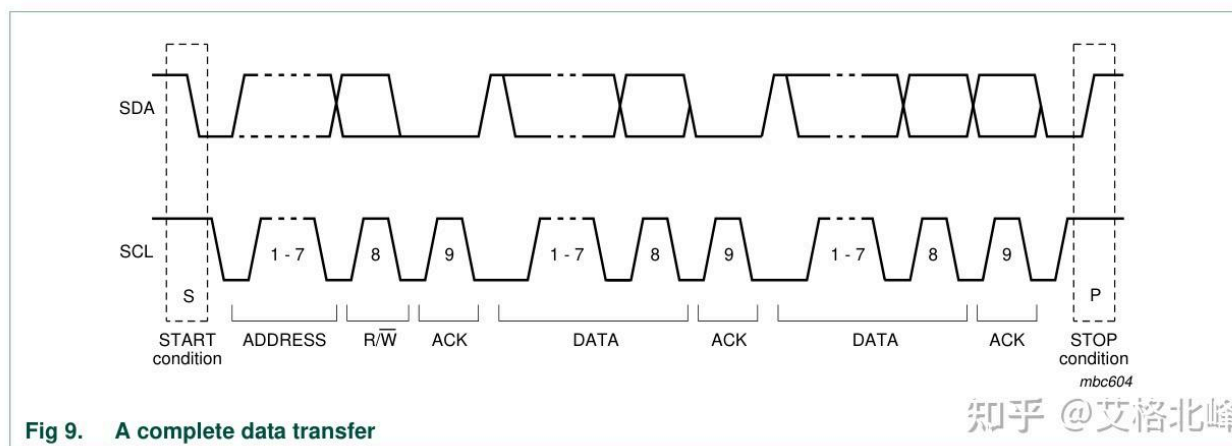 SDA
SCL
1 - 7 8 9 1 - 7 8 9 1 - 7 8 9
S P
START condition ADDRESS R/W̅ ACK DATA ACK DATA ACK STOP condition
mbc604
Fig 9. A complete data transfer
知乎 @艾格北峰